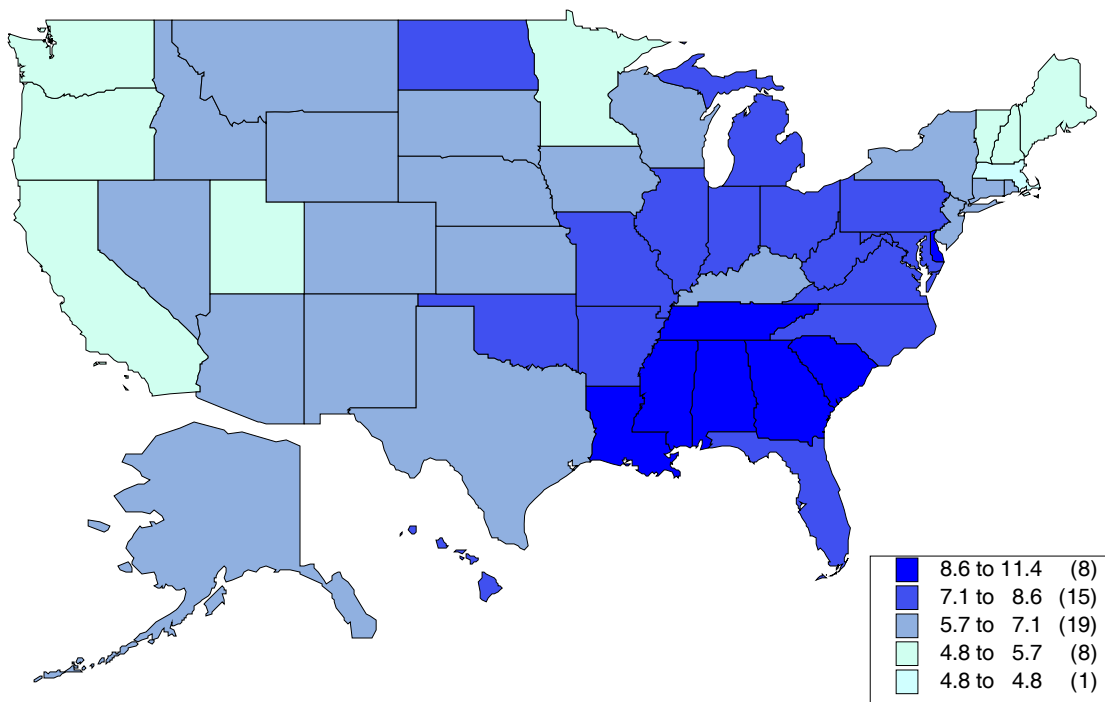 8.6 to 11.4 (8)
7.1 to 8.6 (15)
5.7 to 7.1 (19)
4.8 to 5.7 (8)
4.8 to 4.8 (1)